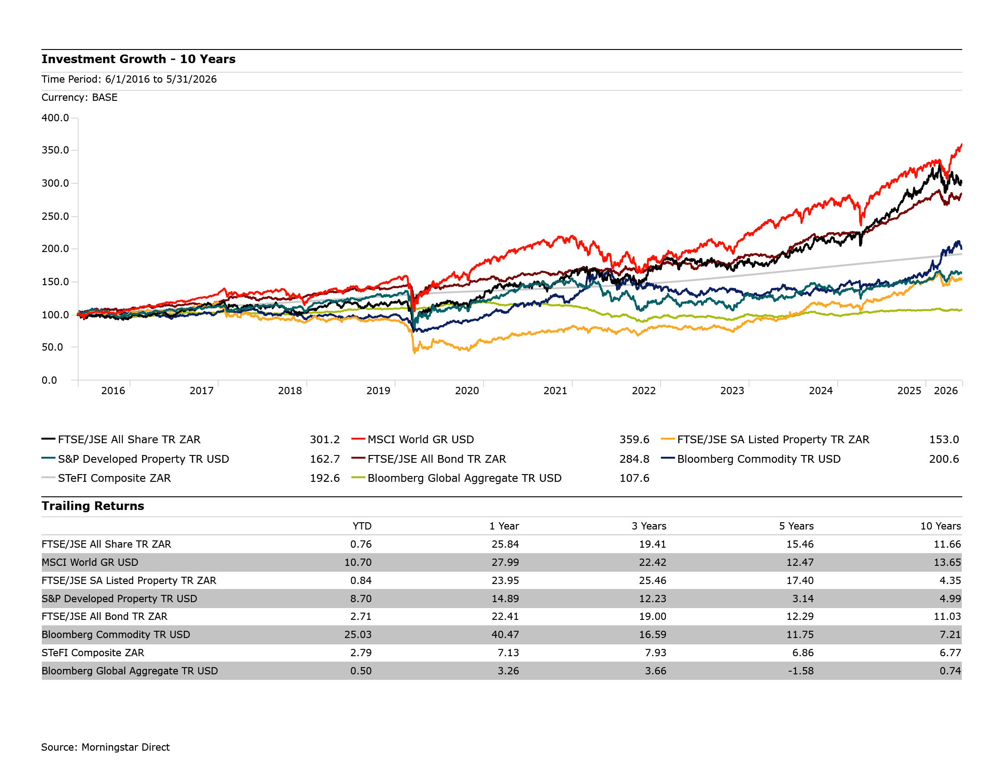 Investment Growth - 10 Years
Time Period: 6/1/2016 to 5/31/2026
Currency: BASE
400.0
350.0
300.0
250.0
200.0
150.0
100.0
50.0
0.0
2016 2017 2018 2019 2020 2021 2022 2023 2024 2025 2026
FTSE/JSE All Share TR ZAR 301.2 MSCI World GR USD 359.6 FTSE/JSE SA Listed Property TR ZAR 153.0
S&P Developed Property TR USD 162.7 FTSE/JSE All Bond TR ZAR 284.8 Bloomberg Commodity TR USD 200.6
STeFI Composite ZAR 192.6 Bloomberg Global Aggregate TR USD 107.6
Trailing Returns
YTD 1 Year 3 Years 5 Years 10 Years
FTSE/JSE All Share TR ZAR 0.76 25.84 19.41 15.46 11.66
MSCI World GR USD 10.70 27.99 22.42 12.47 13.65
FTSE/JSE SA Listed Property TR ZAR 0.84 23.95 25.46 17.40 4.35
S&P Developed Property TR USD 8.70 14.89 12.23 3.14 4.99
FTSE/JSE All Bond TR ZAR 2.71 22.41 19.00 12.29 11.03
Bloomberg Commodity TR USD 25.03 40.47 16.59 11.75 7.21
STeFI Composite ZAR 2.79 7.13 7.93 6.86 6.77
Bloomberg Global Aggregate TR USD 0.50 3.26 3.66 -1.58 0.74
Source: Morningstar Direct